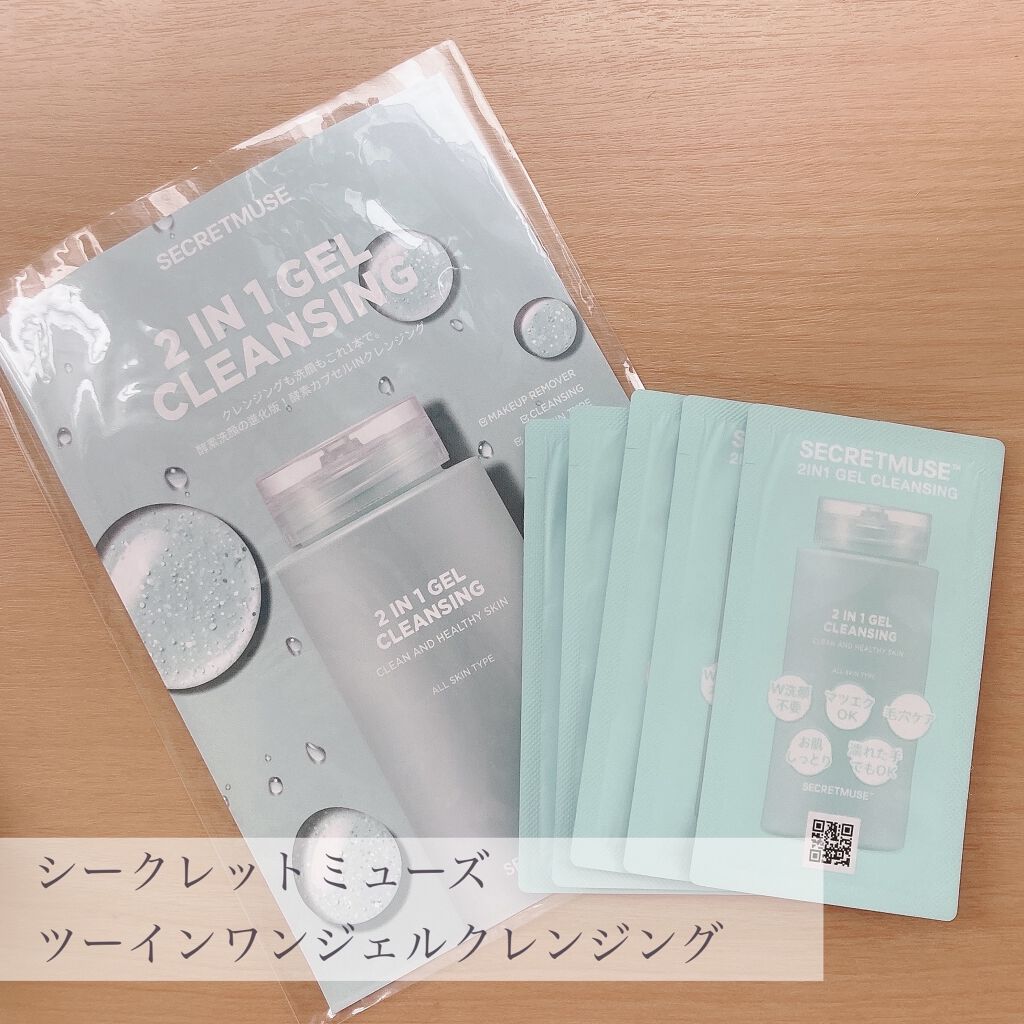 SECRETMUSE
2 IN 1 GEL
CLEANSING
クレンジングも洗顔もこれ1本で。
酵素洗顔の進化版!酵素カプセルINクレンジング
MAKEUP REMOVER
CLEANSING
2 IN 1 GEL
CLEANSING
CLEAN AND HEALTHY SKIN
ALL SKIN TYPE
SECRETMUSE™
2IN1 GEL CLEANSING
2 IN 1 GEL
CLEANSING
CLEAN AND HEALTHY SKIN
ALL SKIN TYPE
W洗顔
不要
マツエク
OK
毛穴ケア
お肌
しっとり
濡れた手
でもOK
SECRETMUSE™
シークレットミューズ
ツーインワンジェルクレンジング